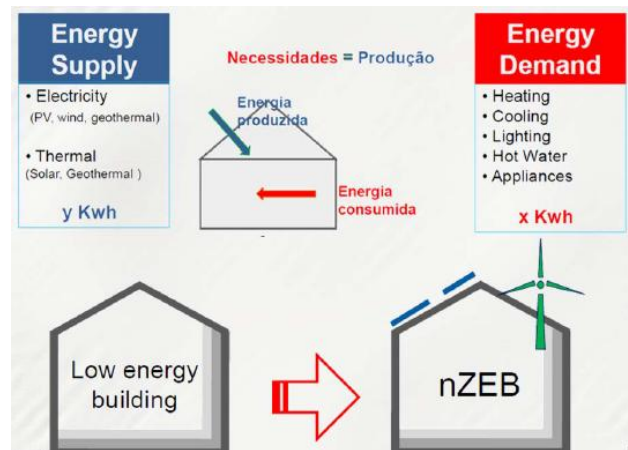 Energy
Supply
• Electricity
(PV, wind, geothermal)
• Thermal
(Solar, Geothermal )
y Kwh
Necessidades = Produção
Energia
produzida
Energia
consumida
Energy
Demand
• Heating
• Cooling
• Lighting
• Hot Water
• Appliances
x Kwh
Low energy
building
nZEB